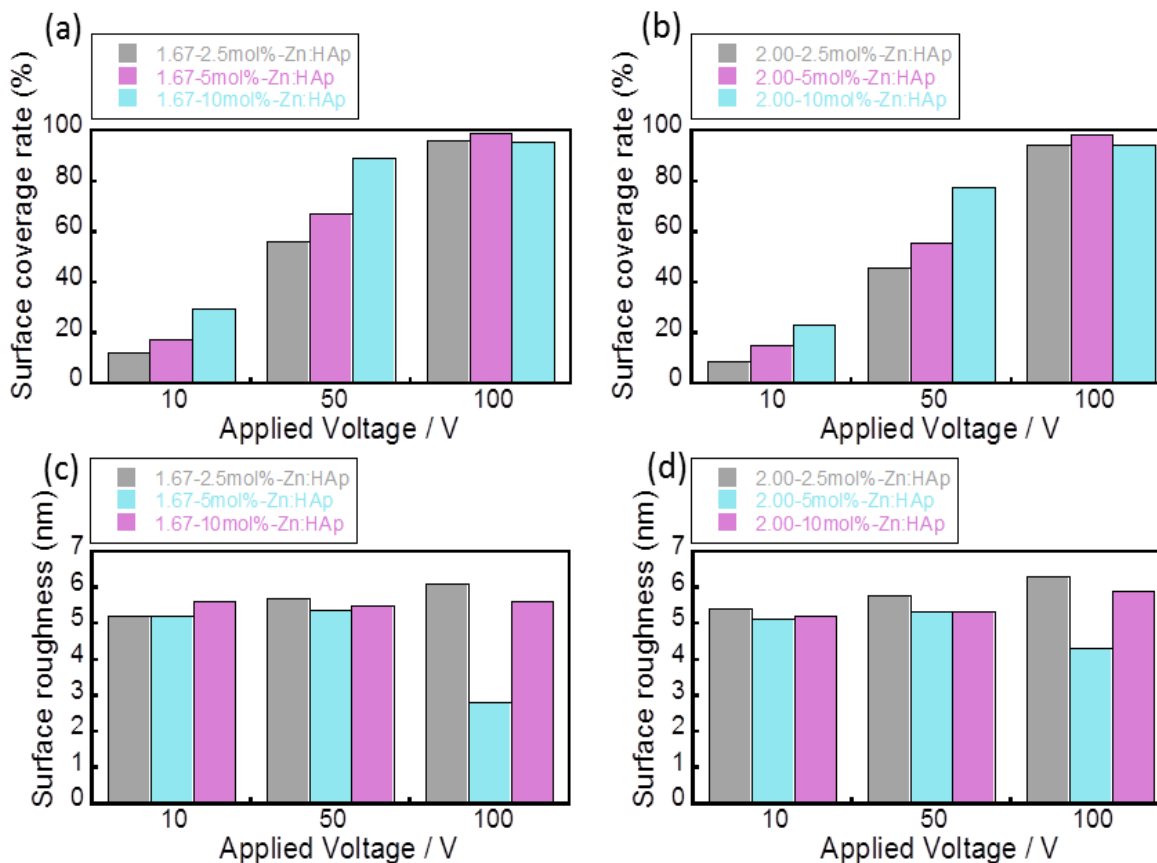 (a)
1.67-2.5mol%-Zn:HAp
1.67-5mol%-Zn:HAp
1.67-10mol%-Zn:HAp
Surface coverage rate (%)
100
80
60
40
20
0
10 50 100
Applied Voltage / V
(b)
2.00-2.5mol%-Zn:HAp
2.00-5mol%-Zn:HAp
2.00-10mol%-Zn:HAp
Surface coverage rate (%)
100
80
60
40
20
0
10 50 100
Applied Voltage / V
(c)
1.67-2.5mol%-Zn:HAp
1.67-5mol%-Zn:HAp
1.67-10mol%-Zn:HAp
Surface roughness (nm)
7
6
5
4
3
2
1
0
10 50 100
Applied Voltage / V
(d)
2.00-2.5mol%-Zn:HAp
2.00-5mol%-Zn:HAp
2.00-10mol%-Zn:HAp
Surface roughness (nm)
7
6
5
4
3
2
1
0
10 50 100
Applied Voltage / V